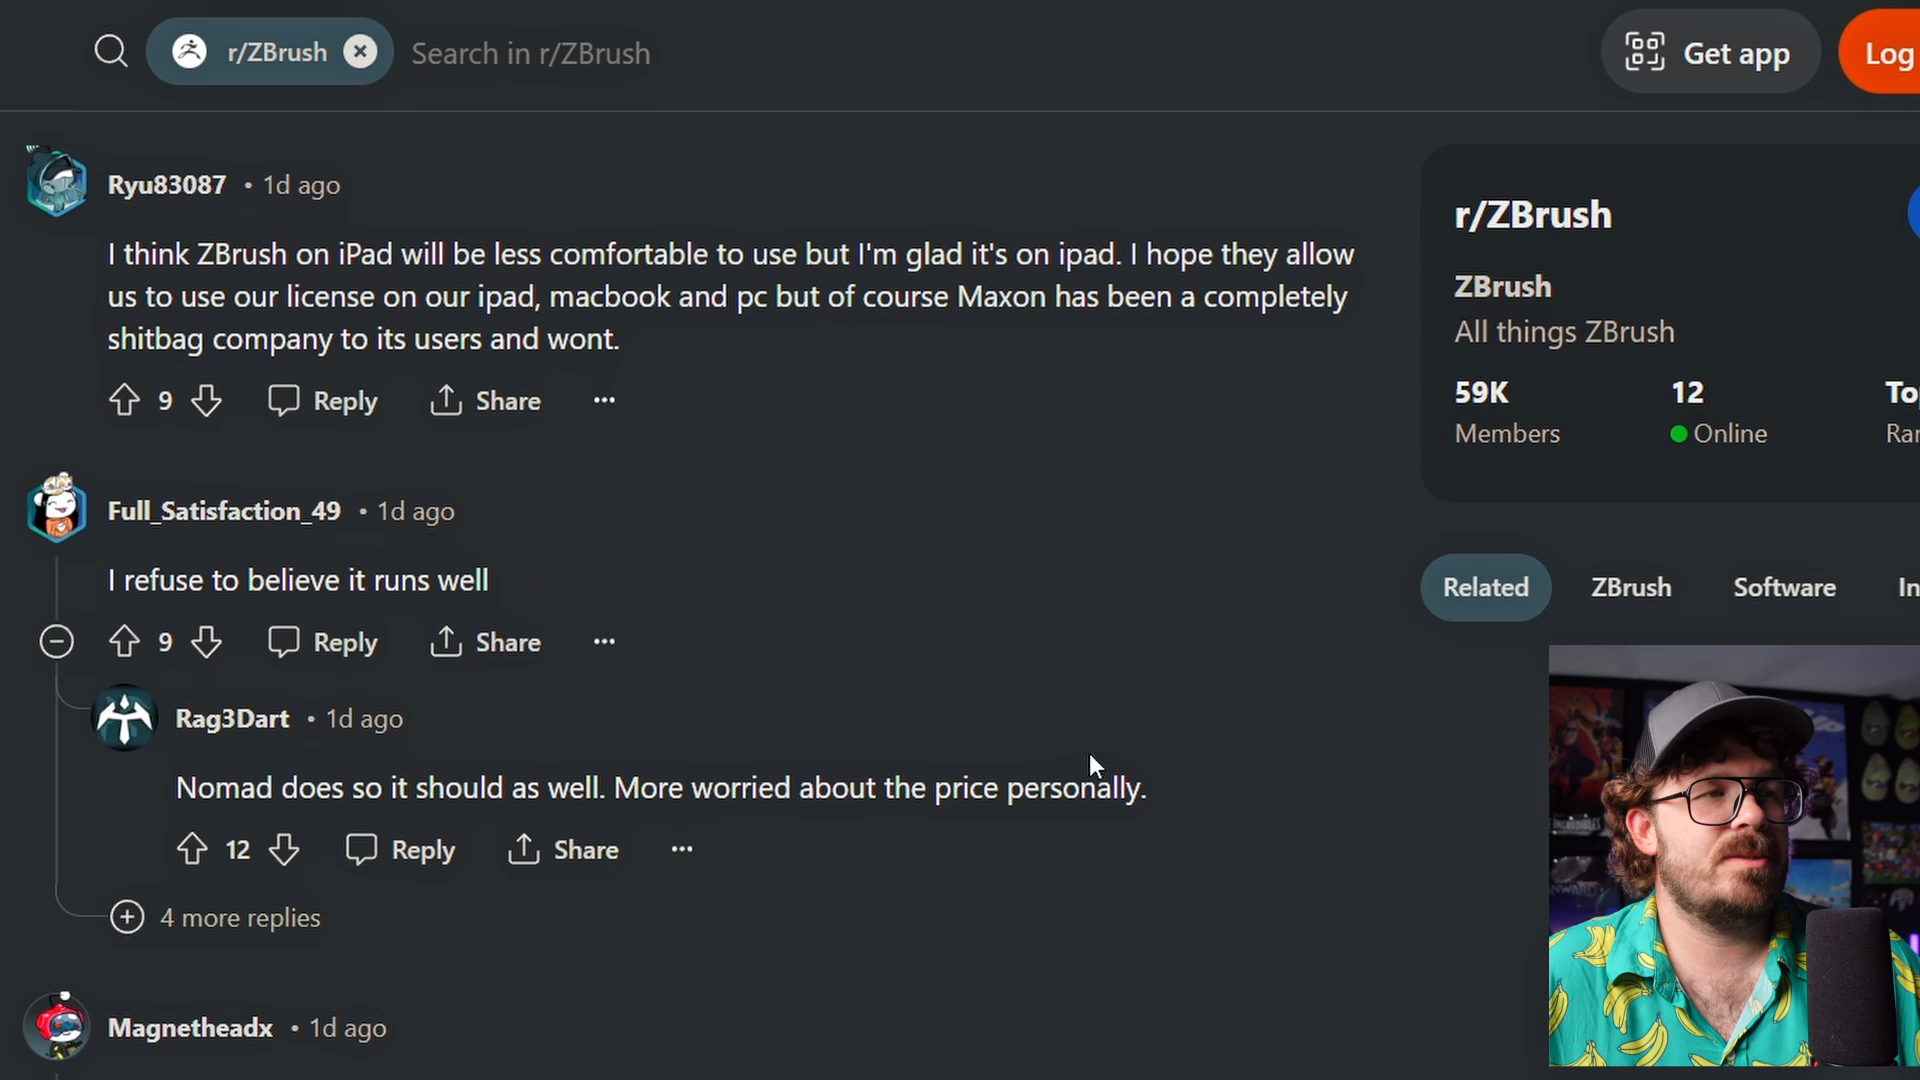 r/ZBrush
Search in r/ZBrush
Get app
Log
Ryu83087 • 1d ago
I think ZBrush on iPad will be less comfortable to use but I'm glad it's on ipad. I hope they allow
us to use our license on our ipad, macbook and pc but of course Maxon has been a completely
shitbag company to its users and wont.
9 Reply Share
Full_Satisfaction_49 • 1d ago
I refuse to believe it runs well
9 Reply Share
Rag3Dart • 1d ago
Nomad does so it should as well. More worried about the price personally.
12 Reply Share
4 more replies
Magnetheadx • 1d ago
r/ZBrush
ZBrush
All things ZBrush
59K 12
Members Online
Related ZBrush Software